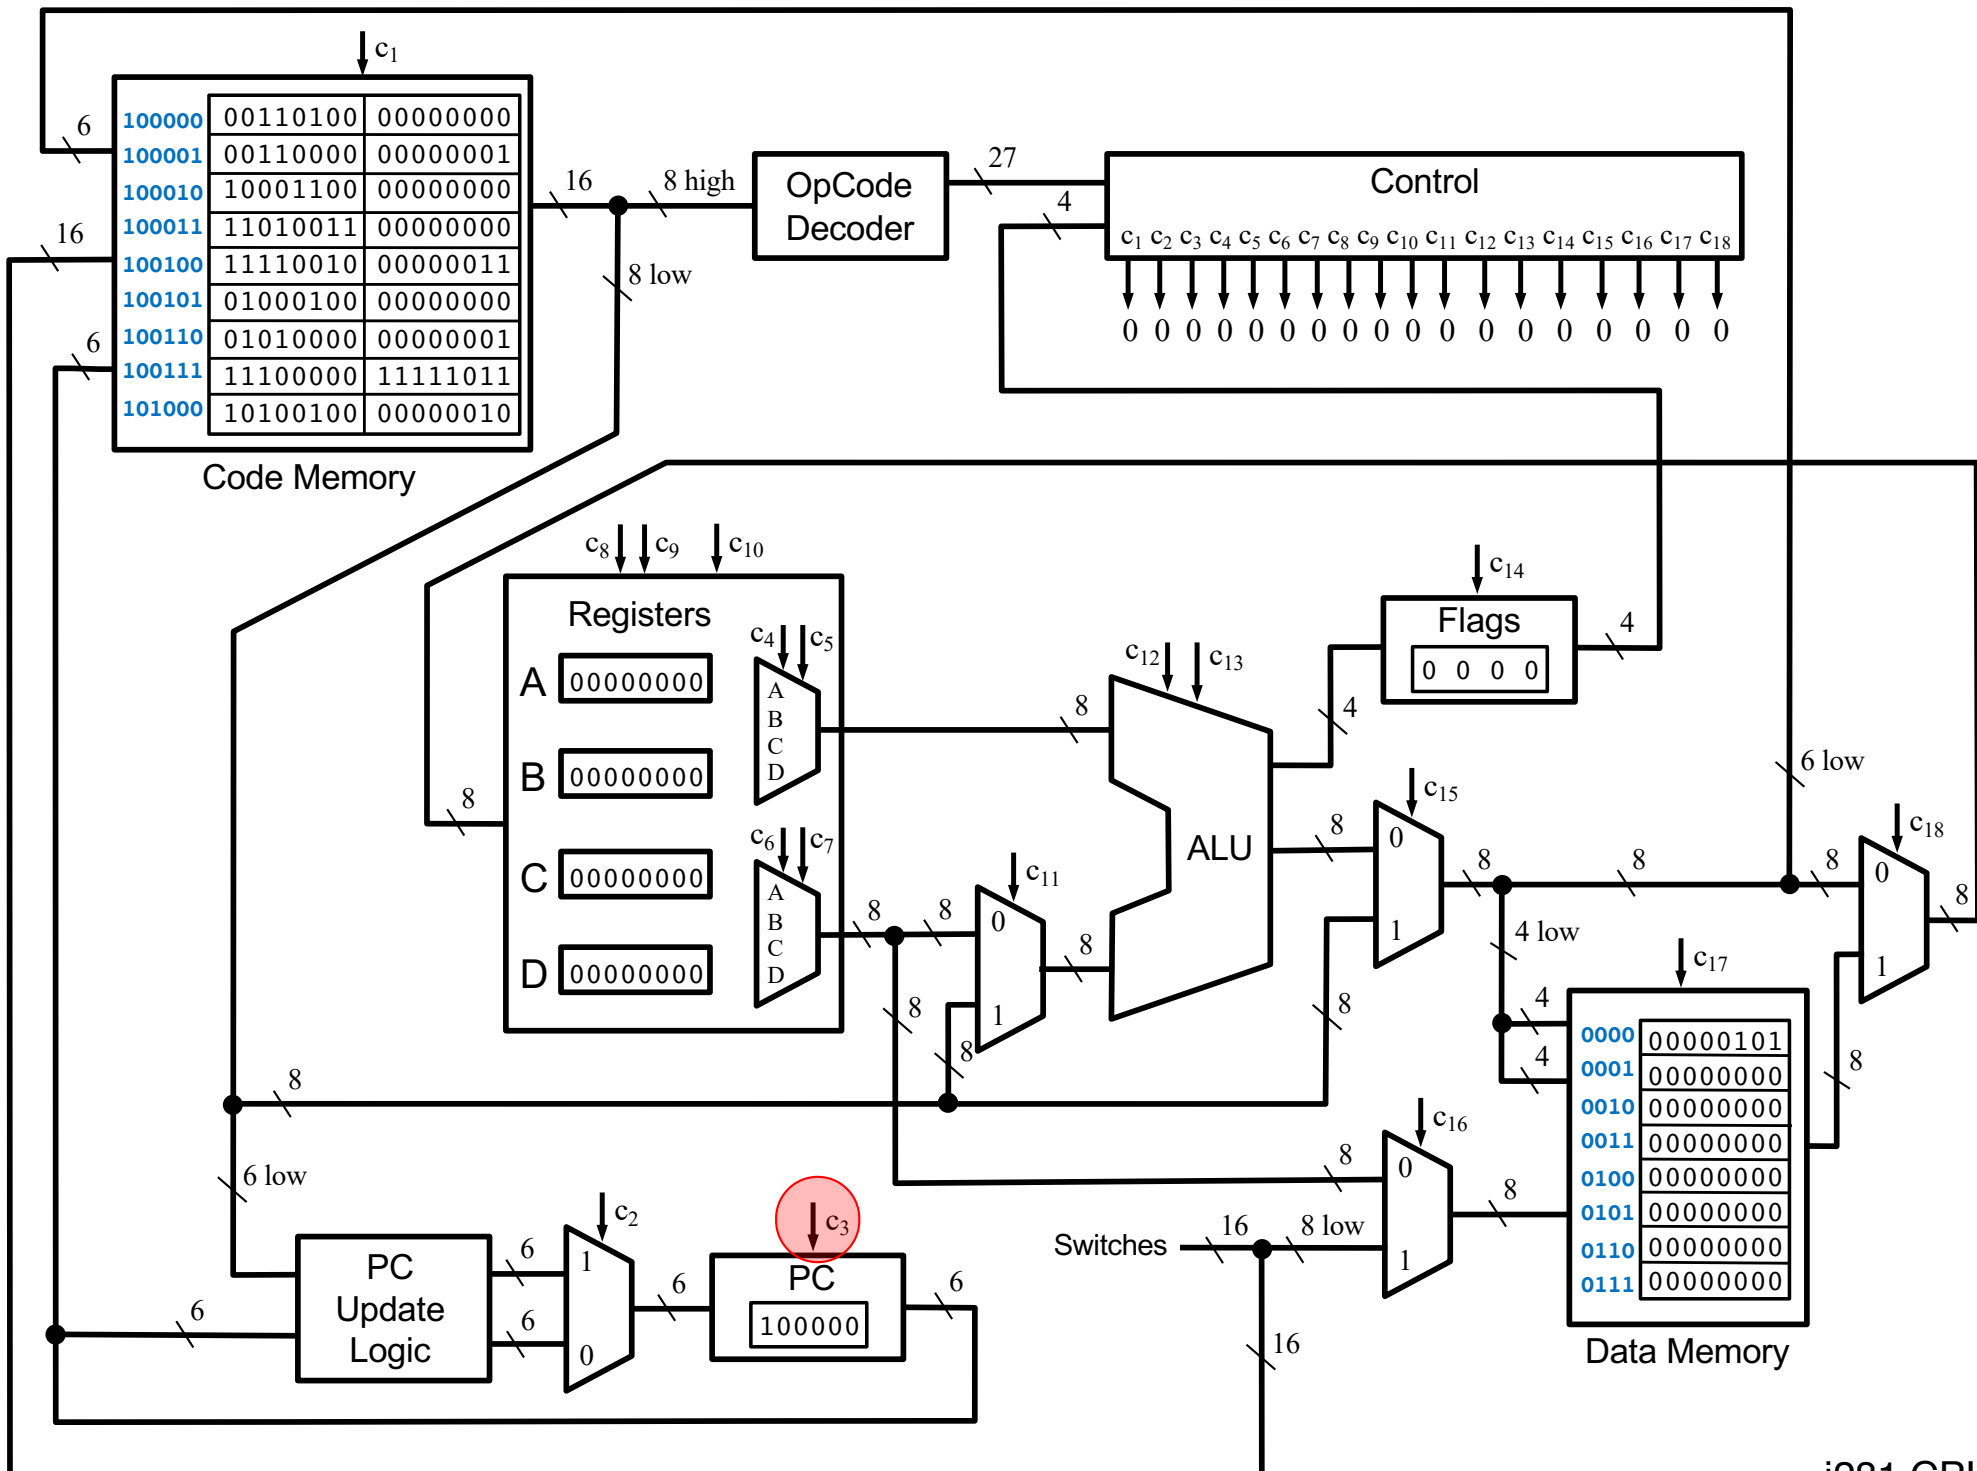 c1
6
100000 00110100 00000000
100001 00110000 00000001
100010 10001100 00000000
100011 11010011 00000000
100100 11110010 00000011
100101 01000100 00000000
100110 01010000 00000001
100111 11100000 11111011
101000 10100100 00000010
16
6
Code Memory
16
8 high
8 low
OpCode
Decoder
27
4
Control
c1 c2 c3 c4 c5 c6 c7 c8 c9 c10 c11 c12 c13 c14 c15 c16 c17 c18
0 0 0 0 0 0 0 0 0 0 0 0 0 0 0 0 0 0
c8 c9 c10
Registers
A 00000000
B 00000000
C 00000000
D 00000000
8
c4 c5
A
B
C
D
c6 c7
A
B
C
D
8
8
8
8
c11
0
1
8
8
c12 c13
ALU
4
8
c14
Flags
0 0 0 0
4
c15
0
1
8
8
8
6 low
8
4 low
4
4
c18
0
1
8
8
c17
0000 00000101
0001 00000000
0010 00000000
0011 00000000
0100 00000000
0101 00000000
0110 00000000
0111 00000000
Data Memory
8
6 low
PC
Update
Logic
6
6
6
c2
1
0
6
c3
PC
100000
6
Switches
16
8 low
16
8
c16
0
1
8